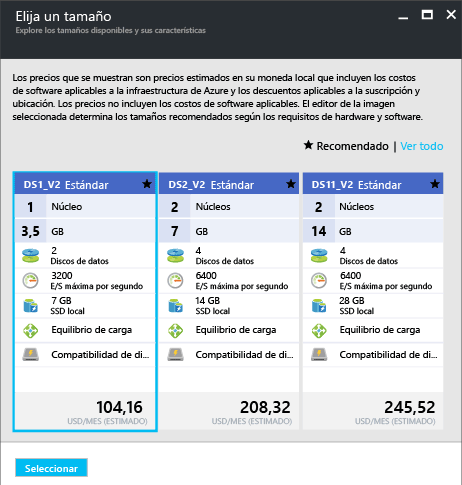 Elija un tamaño
Explore los tamaños disponibles y sus características
Los precios que se muestran son precios estimados en su moneda local que incluyen los costos
de software aplicables a la infraestructura de Azure y los descuentos aplicables a la suscripción y
ubicación. Los precios no incluyen los costos de software aplicables. El editor de la imagen
seleccionada determina los tamaños recomendados según los requisitos de hardware y software.
Recomendado | Ver todo
DS1_V2 Estándar
1 Núcleo
3,5 GB
2
Discos de datos
3200
E/S máxima por segundo
7 GB
SSD local
Equilibrio de carga
Compatibilidad de di...
104,16
USD/MES (ESTIMADO)
DS2_V2 Estándar
2 Núcleos
7 GB
4
Discos de datos
6400
E/S máxima por segundo
14 GB
SSD local
Equilibrio de carga
Compatibilidad de di...
208,32
USD/MES (ESTIMADO)
DS11_V2 Estándar
2 Núcleos
14 GB
4
Discos de datos
6400
E/S máxima por segundo
28 GB
SSD local
Equilibrio de carga
Compatibilidad de di...
245,52
USD/MES (ESTIMADO)
Seleccionar